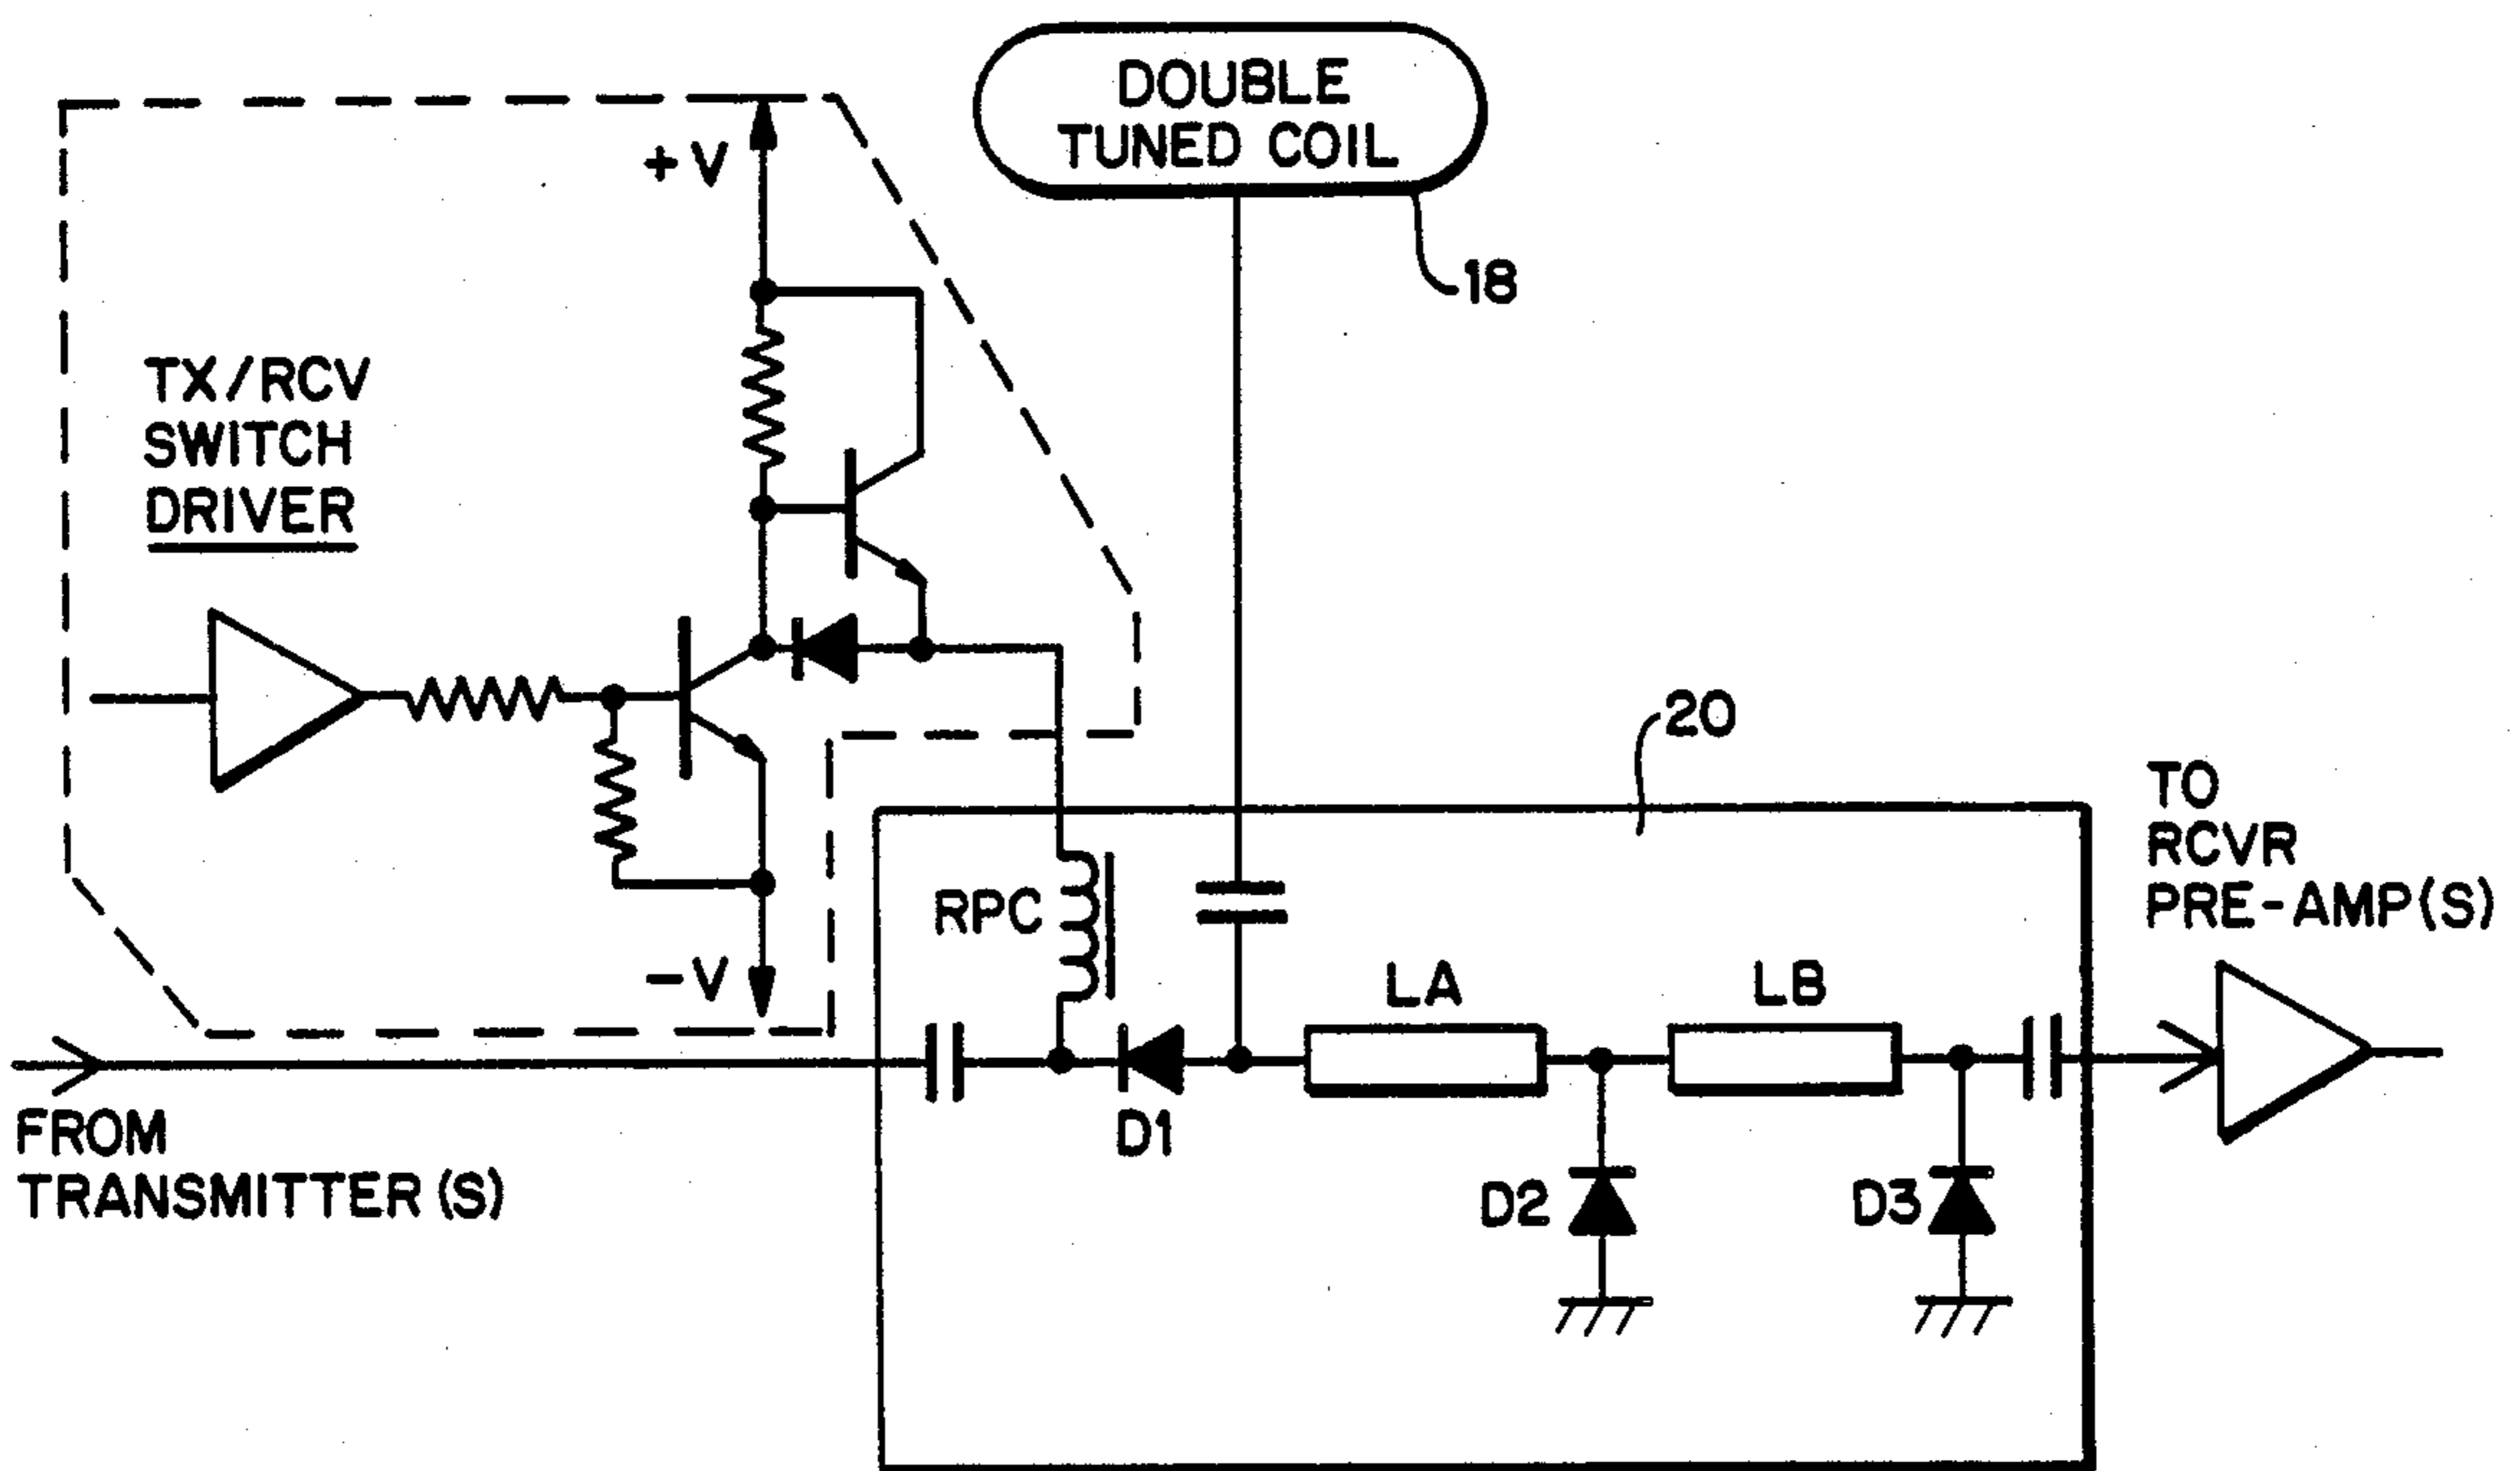 DOUBLE
TUNED COIL
18
+V
TX/RCV
SWITCH
DRIVER
20
TO
RCVR
PRE-AMP(S)
RPC
-V
LA
LB
D1
FROM
TRANSMITTER(S)
D2
D3